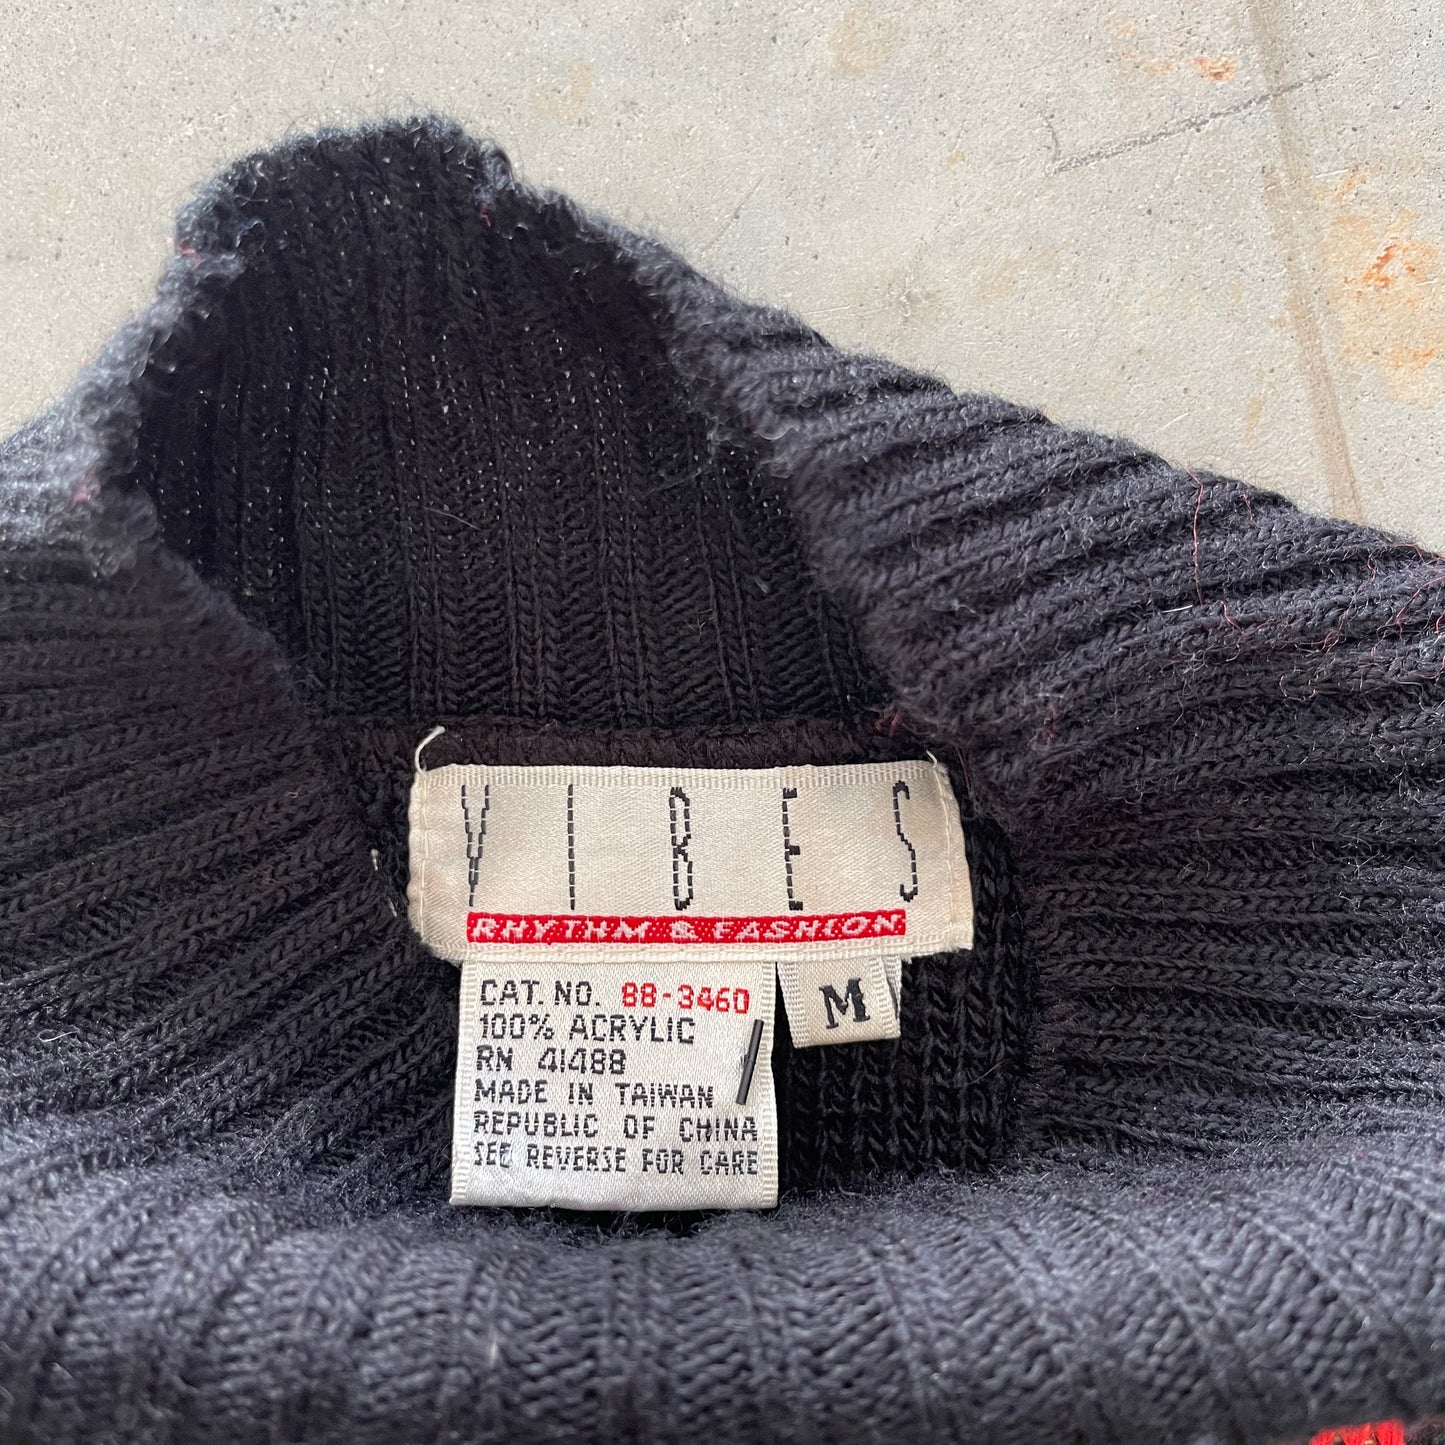 VIBES
RHYTHM & FASHION
M
CAT. NO. 88-3460
100% ACRYLIC
RN 41488
MADE IN TAIWAN
REPUBLIC OF CHINA
SEE REVERSE FOR CARE